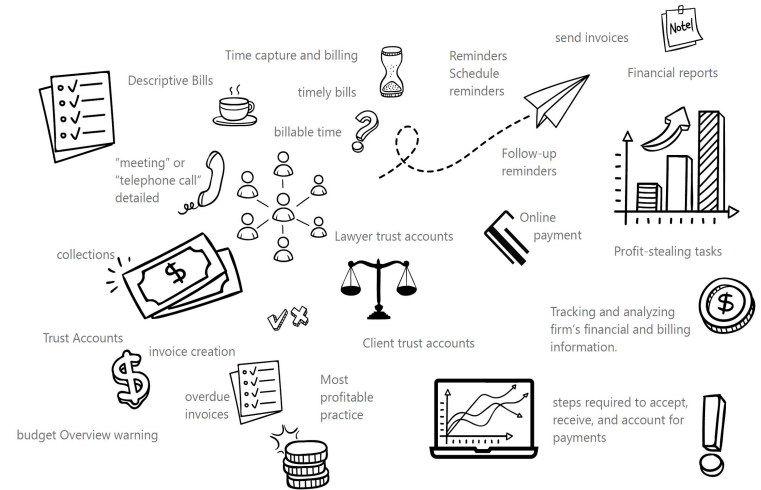 send invoices
Note!
Time capture and billing
Reminders
Schedule
reminders
Financial reports
Descriptive Bills
timely bills
billable time
"meeting" or
"telephone call"
detailed
Follow-up
reminders
Online
payment
Lawyer trust accounts
Profit-stealing tasks
collections
$
$
Tracking and analyzing
firm's financial and billing
information.
Trust Accounts
invoice creation
Client trust accounts
$
Most
profitable
practice
overdue
invoices
steps required to accept,
receive, and account for
payments
budget Overview warning